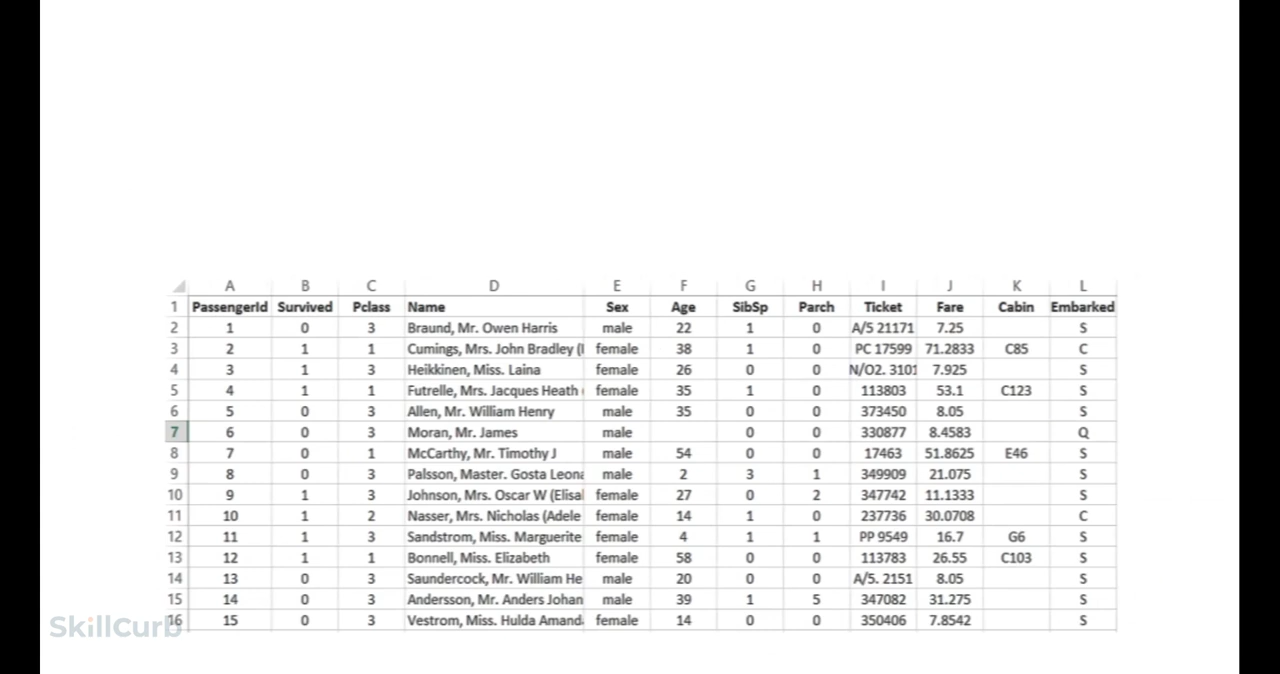 A B C D E F G H I J K L
1 PassengerId Survived Pclass Name Sex Age SibSp Parch Ticket Fare Cabin Embarked
2 1 0 3 Braund, Mr. Owen Harris male 22 1 0 A/5 21171 7.25 S
3 2 1 1 Cumings, Mrs. John Bradley ( female 38 1 0 PC 17599 71.2833 C85 C
4 3 1 3 Heikkinen, Miss. Laina female 26 0 0 N/O2. 3101 7.925 S
5 4 1 1 Futrelle, Mrs. Jacques Heath female 35 1 0 113803 53.1 C123 S
6 5 0 3 Allen, Mr. William Henry male 35 0 0 373450 8.05 S
7 6 0 3 Moran, Mr. James male 0 0 330877 8.4583 Q
8 7 0 1 McCarthy, Mr. Timothy J male 54 0 0 17463 51.8625 E46 S
9 8 0 3 Palsson, Master. Gosta Leona male 2 3 1 349909 21.075 S
10 9 1 3 Johnson, Mrs. Oscar W (Elisa female 27 0 2 347742 11.1333 S
11 10 1 2 Nasser, Mrs. Nicholas (Adele female 14 1 0 237736 30.0708 C
12 11 1 3 Sandstrom, Miss. Marguerite female 4 1 1 PP 9549 16.7 G6 S
13 12 1 1 Bonnell, Miss. Elizabeth female 58 0 0 113783 26.55 C103 S
14 13 0 3 Saundercock, Mr. William He male 20 0 0 A/5. 2151 8.05 S
15 14 0 3 Andersson, Mr. Anders Johan male 39 1 5 347082 31.275 S
16 15 0 3 Vestrom, Miss. Hulda Amand female 14 0 0 350406 7.8542 S
SkillCurb